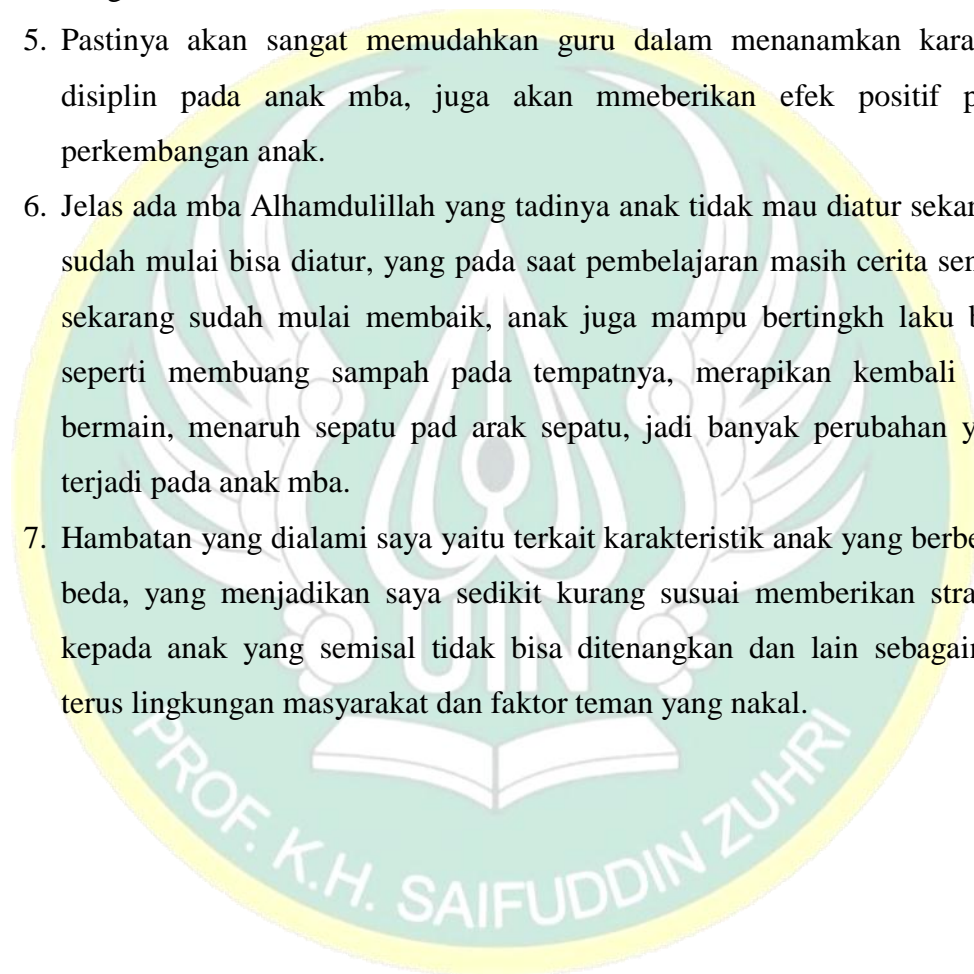 5. Pastinya akan sangat memudahkan guru dalam menanamkan kara
disiplin pada anak mba, juga akan mmeberikan efek positif p
perkembangan anak.
6. Jelas ada mba Alhamdulillah yang tadinya anak tidak mau diatur sekar
sudah mulai bisa diatur, yang pada saat pembelajaran masih cerita sen
sekarang sudah mulai membaik, anak juga mampu bertingkh laku b
seperti membuang sampah pada tempatnya, merapikan kembali
bermain, menaruh sepatu pad arak sepatu, jadi banyak perubahan y
terjadi pada anak mba.
7. Hambatan yang dialami saya yaitu terkait karakteristik anak yang berbe
beda, yang menjadikan saya sedikit kurang susuai memberikan stra
kepada anak yang semisal tidak bisa ditenangkan dan lain sebagain
terus lingkungan masyarakat dan faktor teman yang nakal.
UIN
PROF. K.H. SAIFUDDIN ZUHRI